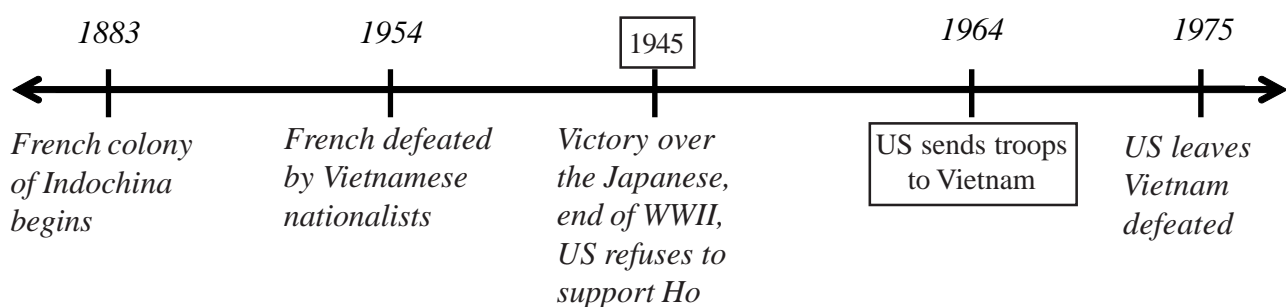 1883
1954
1945
1964
1975
French colony
of Indochina
begins
French defeated
by Vietnamese
nationalists
Victory over
the Japanese,
end of WWII,
US refuses to
support Ho
US sends troops
to Vietnam
US leaves
Vietnam
defeated